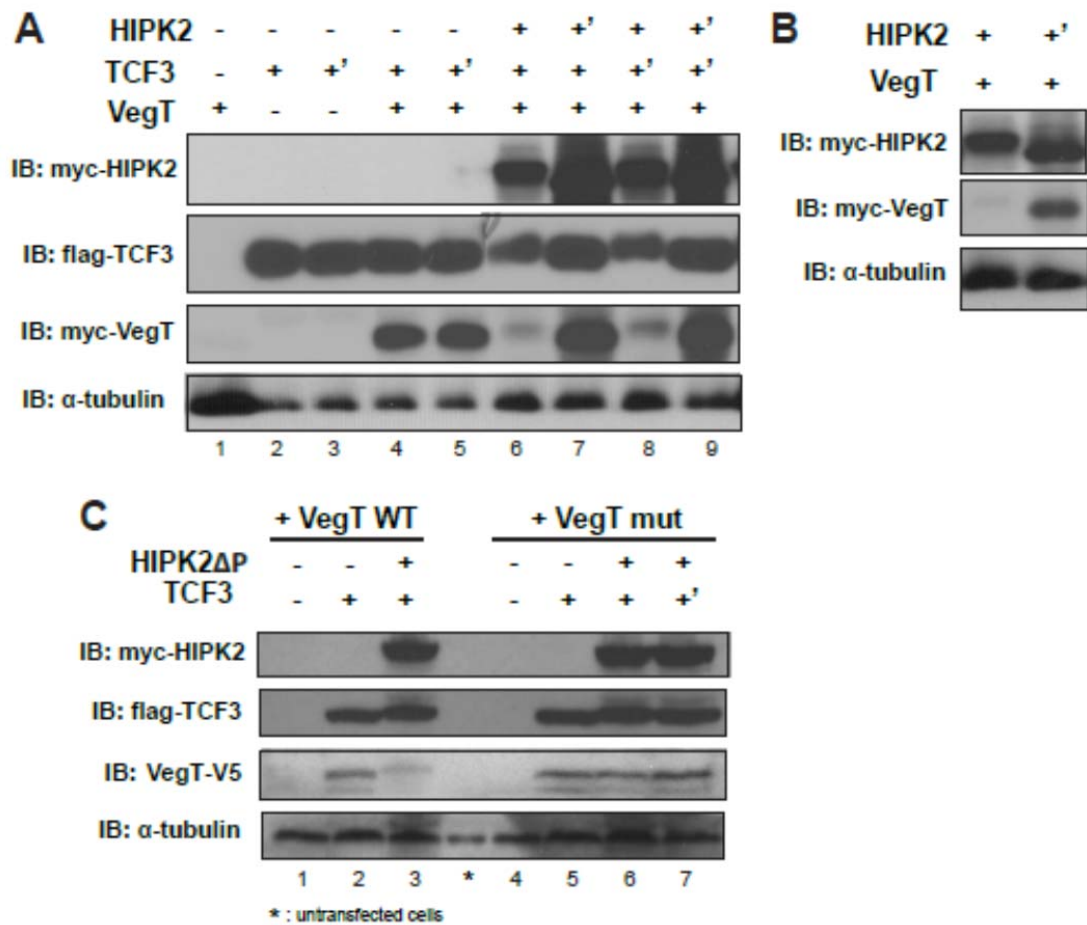 A
HIPK2 - - - - - + +’ + +’
TCF3 - + +’ + +’ + + +’ +’
VegT + - - + + + + + +
IB: myc-HIPK2
IB: flag-TCF3
IB: myc-VegT
IB: α-tubulin
1 2 3 4 5 6 7 8 9
B
HIPK2 + +’
VegT + +
IB: myc-HIPK2
IB: myc-VegT
IB: α-tubulin
C
+ VegT WT + VegT mut
HIPK2ΔP - - + - - + +
TCF3 - + + - + + +’
IB: myc-HIPK2
IB: flag-TCF3
IB: VegT-V5
IB: α-tubulin
1 2 3 * 4 5 6 7
* : untransfected cells